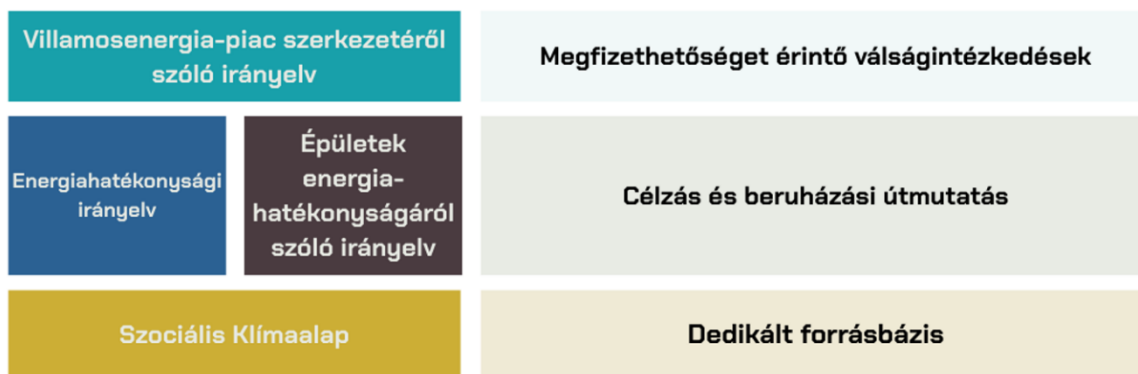 Villamosenergia-piac szerkezetéről
szóló irányelv
Megfizethetőséget érintő válságintézkedések
Energiahatékonysági
irányelv
Épületek
energia-
hatékonyságáról
szóló irányelv
Célzás és beruházási útmutatás
Szociális Klímaalap
Dedikált forrásbázis